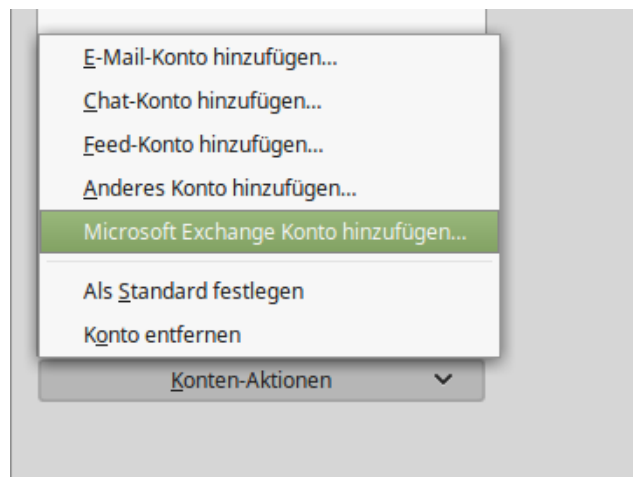 E-Mail-Konto hinzufügen...
Chat-Konto hinzufügen...
Feed-Konto hinzufügen...
Anderes Konto hinzufügen...
Microsoft Exchange Konto hinzufügen...
Als Standard festlegen
Konto entfernen
Konten-Aktionen